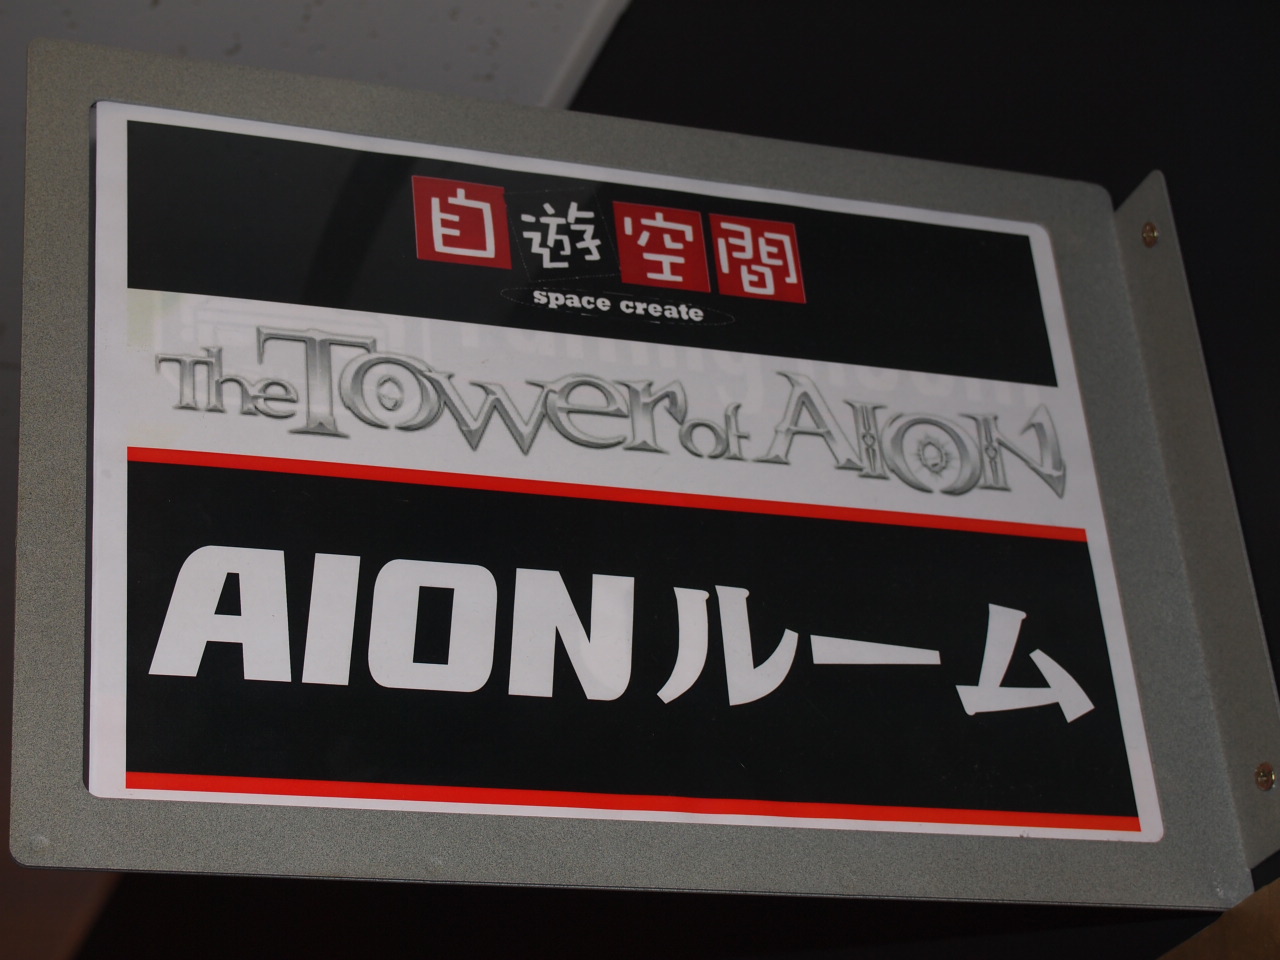 自遊空間
space create
The Tower of AION
AIONルーム